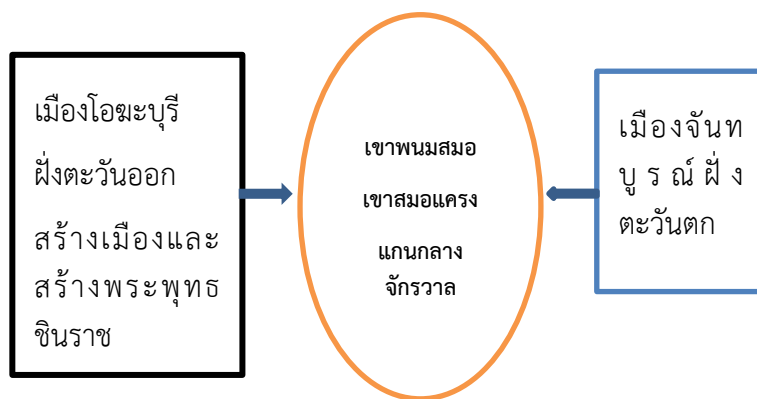 เมืองโอฆะบุรี
ฝั่งตะวันออก
สร้างเมืองและ
สร้างพระพุทธ
ชินราช
เขาพนมสมอ
เขาสมอแครง
แกนกลาง
จักรวาล
เมืองจันท
บูรณ์ฝั่ง
ตะวันตก